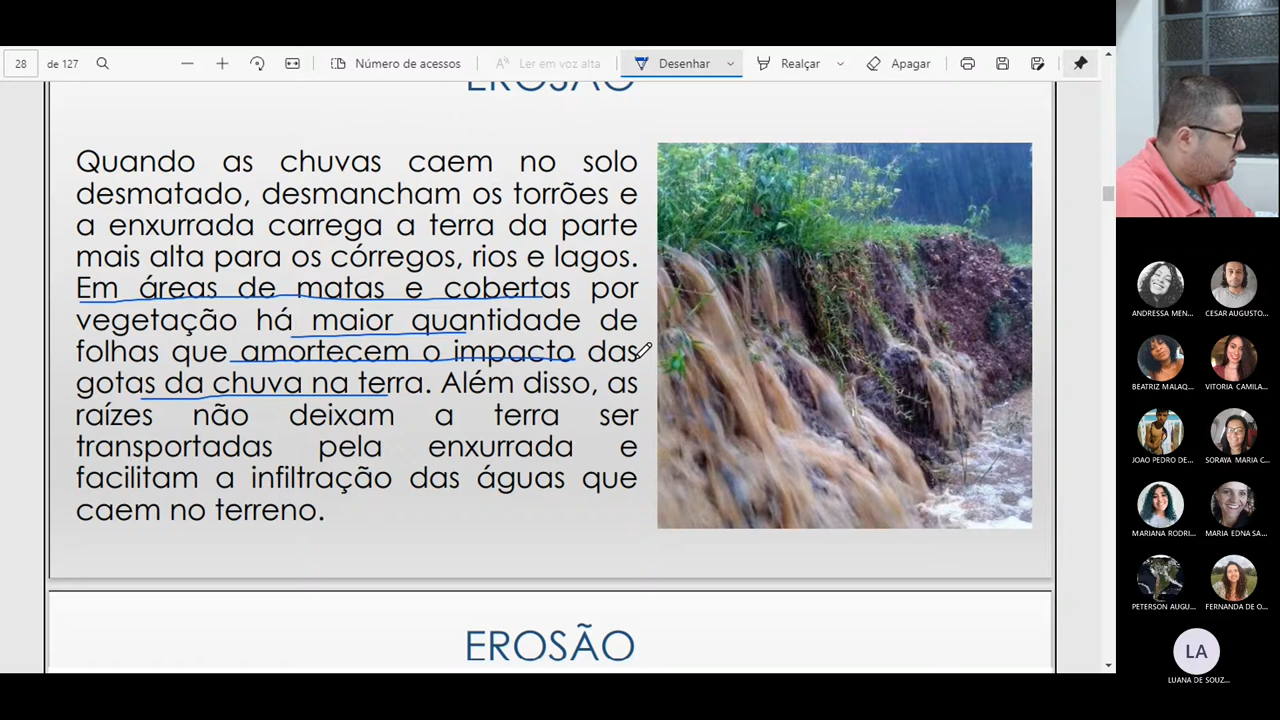 28
de 127
Número de acessos
Ler em voz alta
Desenhar
Realçar
Apagar
EROSÃO
Quando as chuvas caem no solo
desmatado, desmancham os torrões e
a enxurrada carrega a terra da parte
mais alta para os córregos, rios e lagos.
Em áreas de matas e cobertas por
vegetação há maior quantidade de
folhas que amortecem o impacto das
gotas da chuva na terra. Além disso, as
raízes não deixam a terra ser
transportadas pela enxurrada e
facilitam a infiltração das águas que
caem no terreno.
EROSÃO
ANDRESSA MEN...
CESAR AUGUSTO...
BEATRIZ MALAQ...
VITORIA CAMILA...
JOAO PEDRO DE...
SORAYA MARIA C...
MARIANA RODRI...
MARIA EDNA SA...
PETERSON AUGU...
FERNANDA DE O...
LA
LUANA DE SOUZ...